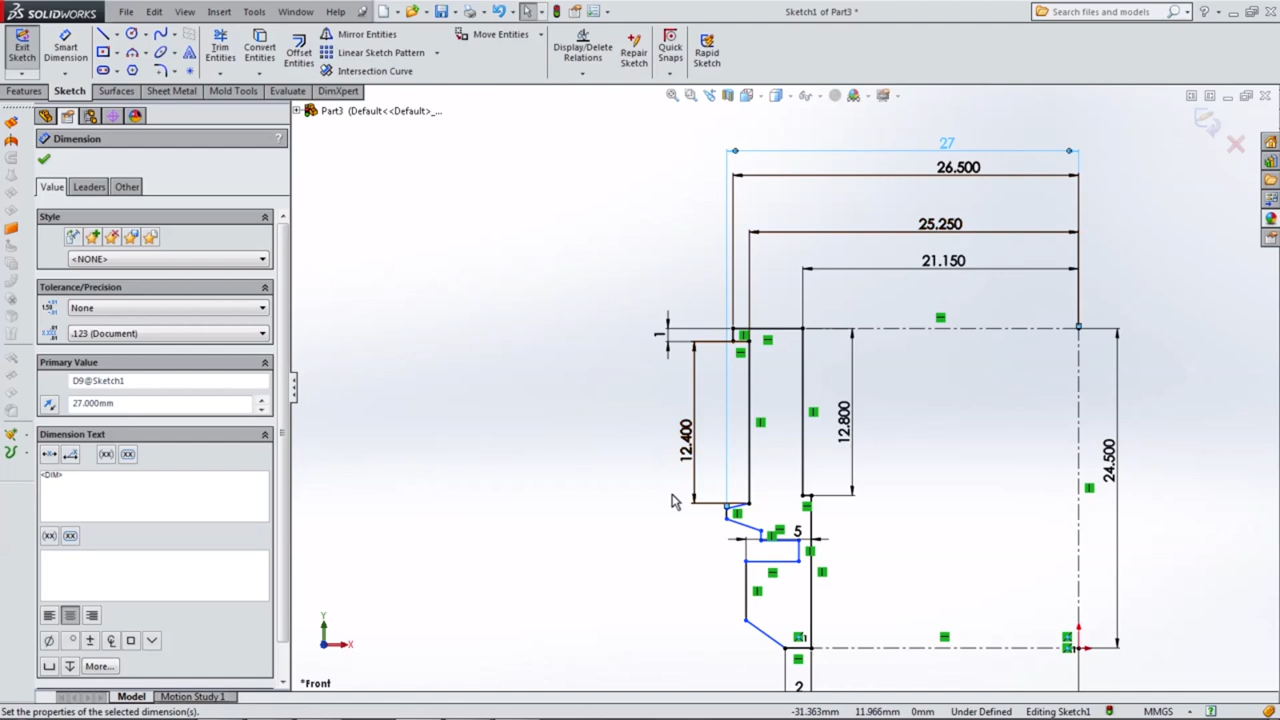 SOLIDWORKS File Edit View Insert Tools Window Help Sketch1 of Part3 * Search files and models
Exit Sketch Smart Dimension Trim Entities Convert Entities Offset Entities Mirror Entities Linear Sketch Pattern Intersection Curve Move Entities Display/Delete Relations Repair Sketch Quick Snaps Rapid Sketch
Features Sketch Surfaces Sheet Metal Mold Tools Evaluate DimXpert
Part3 (Default<<Default>_...
Dimension ?
Value Leaders Other
Style
<NONE>
Tolerance/Precision
None
.123 (Document)
Primary Value
D9@Sketch1
27.000mm
Dimension Text
<DIM>
More...
27
26.500
25.250
21.150
1
12.400
12.800
24.500
5
2
Y
X
*Front
Model Motion Study 1
Set the properties of the selected dimension(s). -31.363mm 11.966mm 0mm Under Defined Editing Sketch1 MMGS